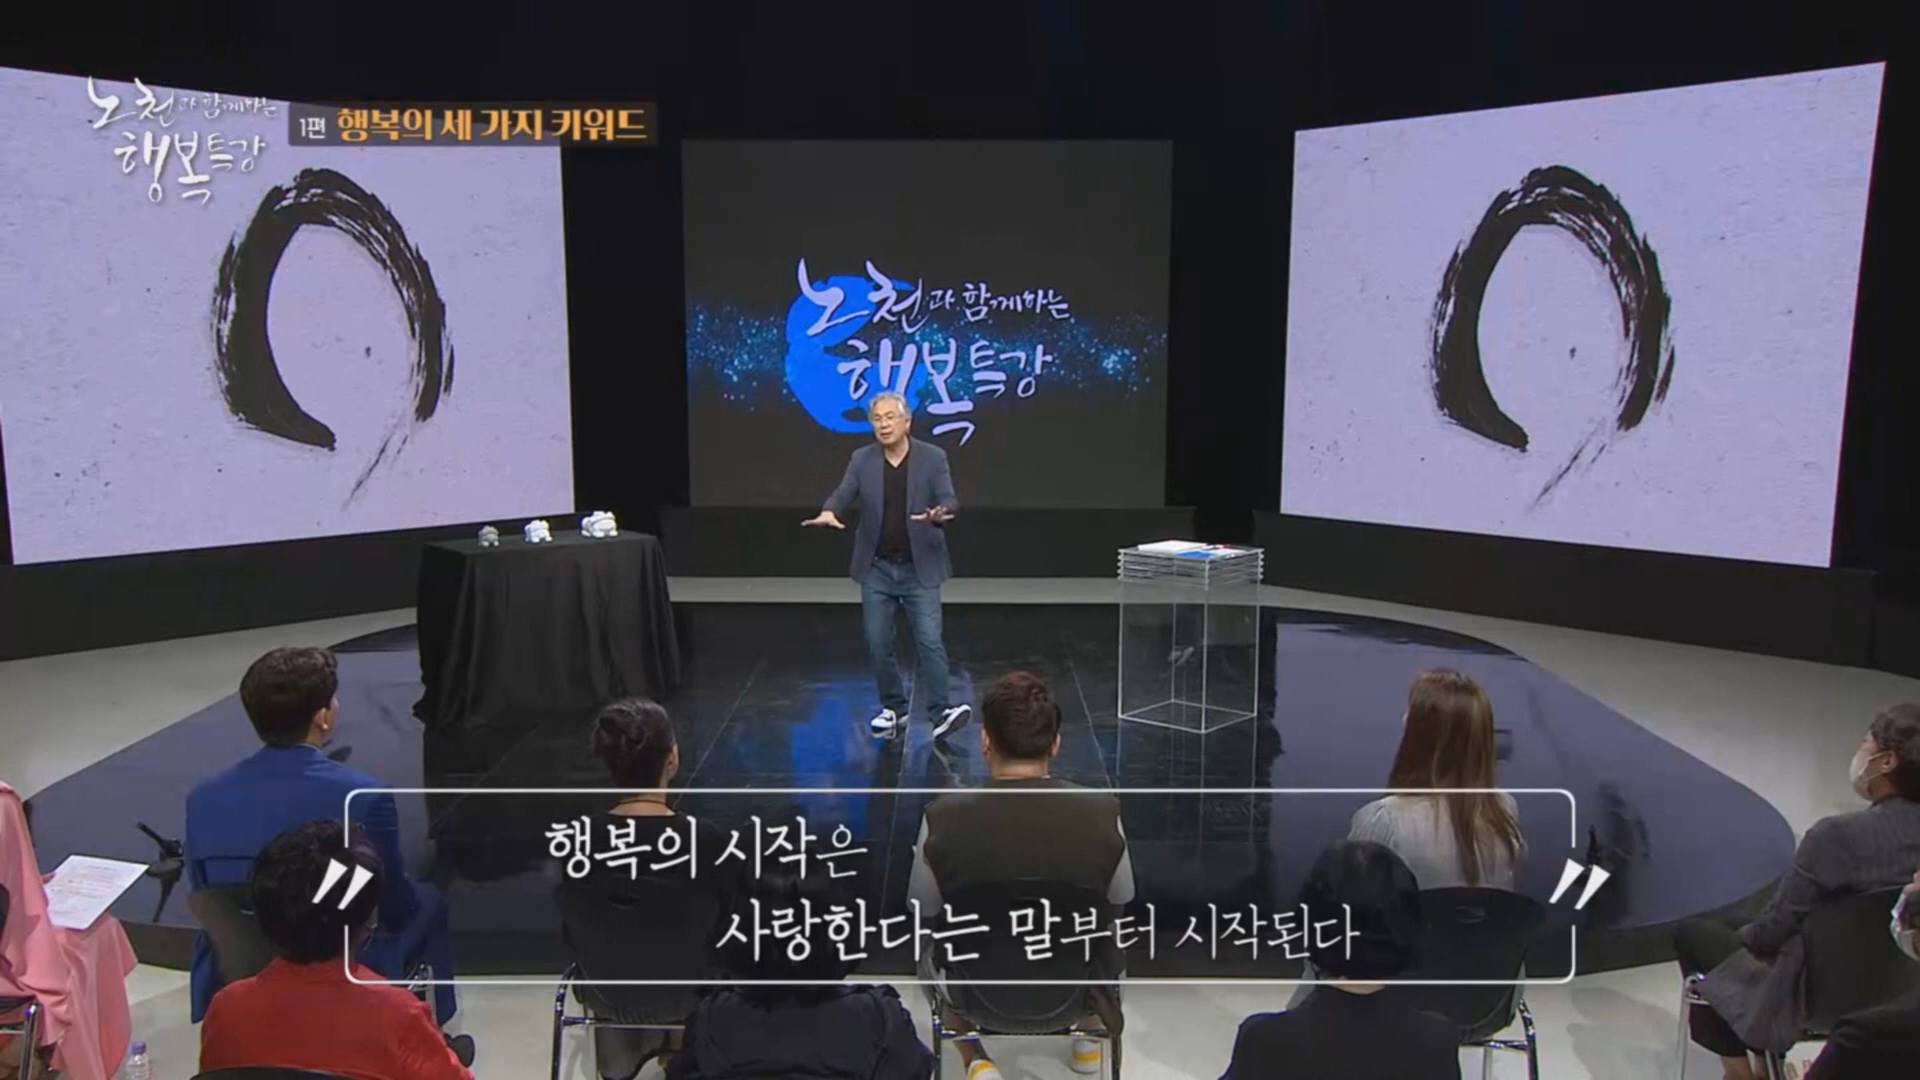 노천과 함께하는
행복특강
1편 행복의 세 가지 키워드
노천과 함께하는
행복특강
행복의 시작은
사랑한다는 말부터 시작된다